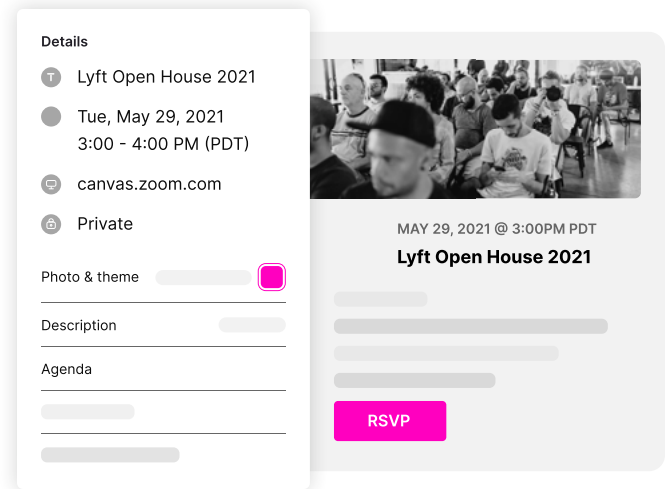 Details
T
Lyft Open House 2021
Tue, May 29, 2021
3:00 - 4:00 PM (PDT)
canvas.zoom.com
Private
Photo & theme
Description
Agenda
MAY 29, 2021 @ 3:00PM PDT
Lyft Open House 2021
RSVP